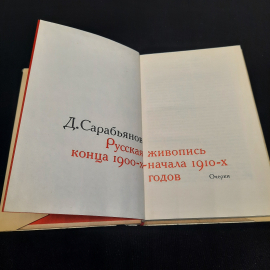 Д.Сарабьянов
Русская живопись
конца 1900-х-начала 1910-х
годов
Очерки